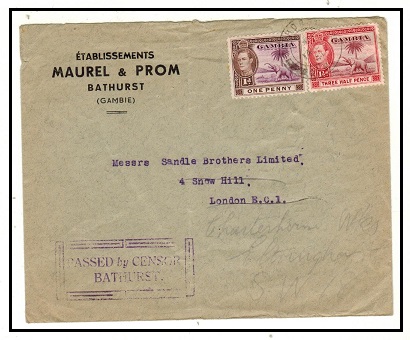 ÉTABLISSEMENTS
MAUREL & PROM
BATHURST
(GAMBIE)
GAMBIA
1D
ONE PENNY
GAMBIA
THREE HALF PENCE
Messrs Sandle Brothers Limited,
4 Snow Hill,
London E.C.1.
PASSED by CENSOR
BATHURST.